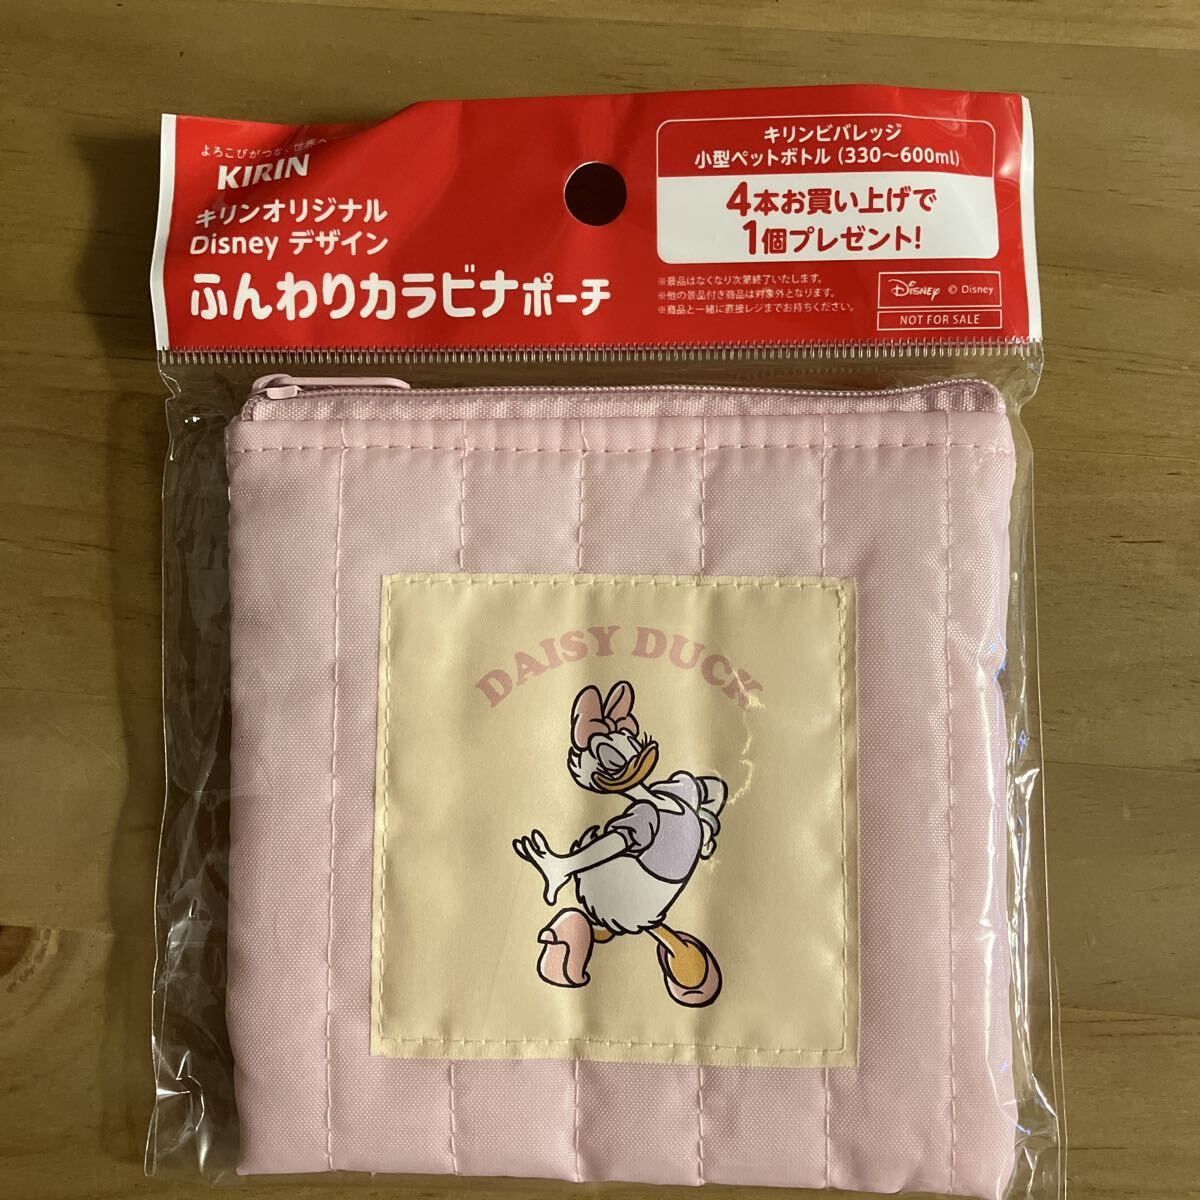 よろこびがつなぐ世界へ
KIRIN
キリンオリジナル
Disney デザイン
ふんわりカラビナポーチ
キリンビバレッジ
小型ペットボトル (330〜600ml)
4本お買い上げで
1個プレゼント!
※景品はなくなり次第終了いたします。
※他の景品付き商品は対象外となります。
※商品と一緒に直接レジまでお持ちください。
Disney © Disney
NOT FOR SALE
DAISY DUCK